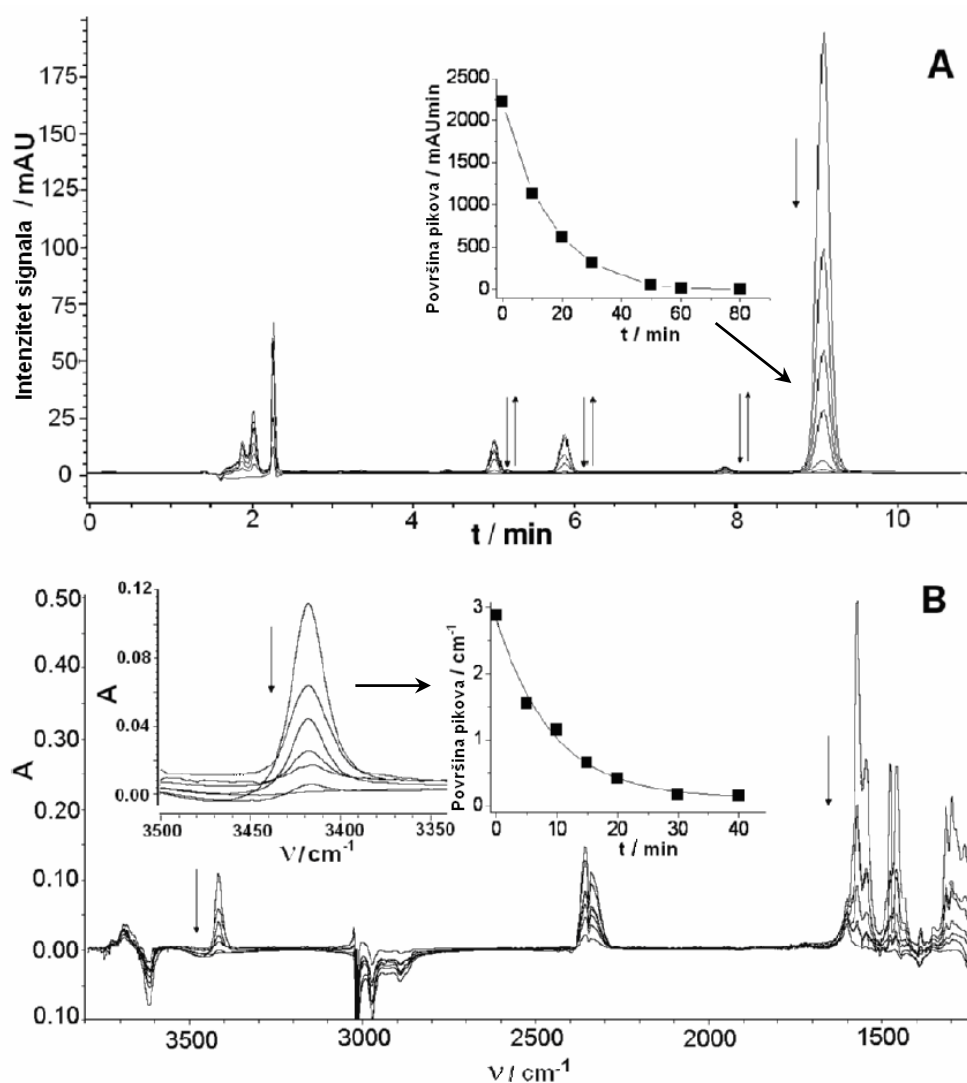 A
Intenzitet signala / mAU
175
150
125
100
75
50
25
0
0 2 4 6 8 10
t / min
Površina pikova / mAUmin
2500
2000
1500
1000
500
0
0 20 40 60 80
t / min
B
A
0.50
0.40
0.30
0.20
0.10
0.00
0.10
3500 3000 2500 2000 1500
ν/cm⁻¹
A
0.12
0.08
0.04
0.00
3500 3450 3400 3350
ν/cm⁻¹
Površina pikova / cm⁻¹
3
2
1
0
0 10 20 30 40
t / min